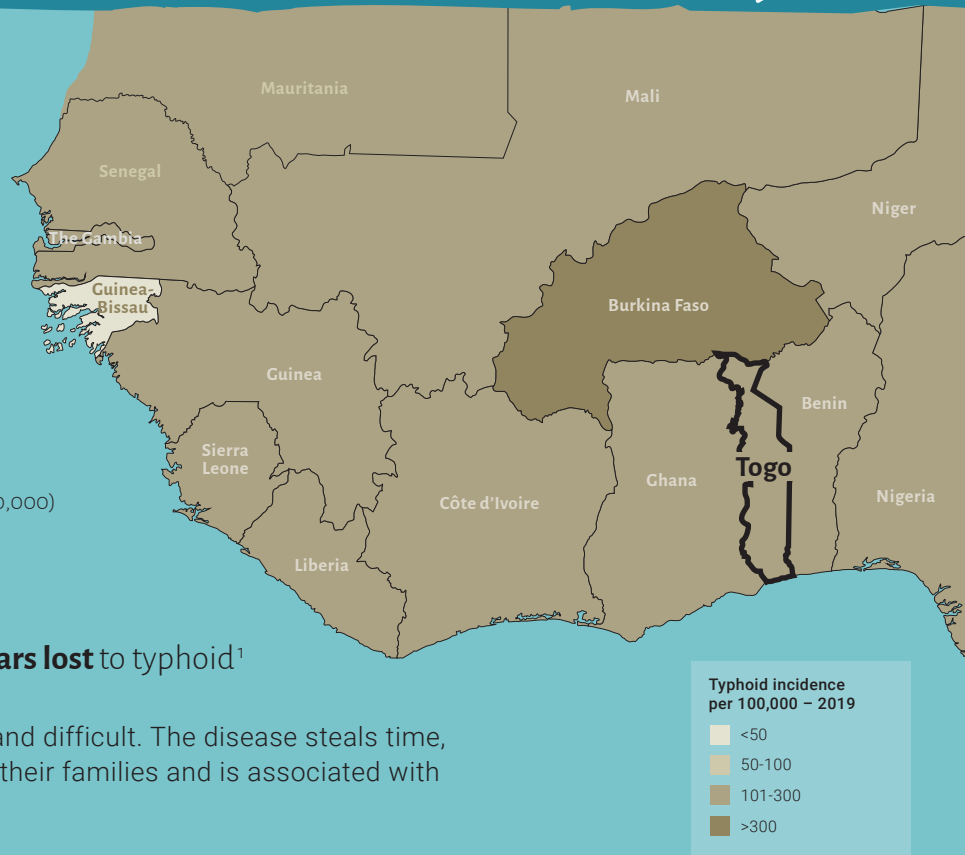 Mauritania
Mali
Senegal
Niger
The Gambia
Guinea-
Bissau
Burkina Faso
Guinea
Benin
Sierra
Leone
Togo
Ghana
Côte d'Ivoire
Nigeria
0,000)
Liberia
ars lost to typhoid¹
and difficult. The disease steals time,
their families and is associated with
Typhoid incidence
per 100,000 – 2019
<50
50-100
101-300
>300